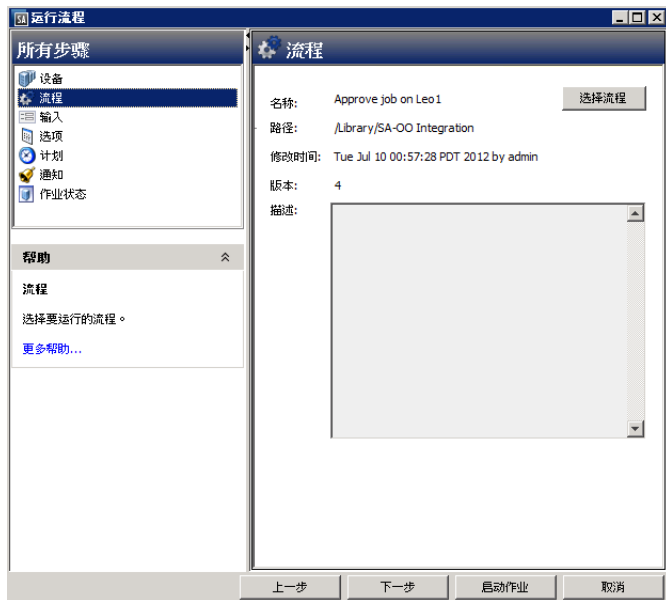 SA 运行流程
所有步骤
设备
流程
输入
选项
计划
通知
作业状态
帮助
流程
选择要运行的流程。
更多帮助...
流程
名称: Approve job on Leo1
选择流程
路径: /Library/SA-OO Integration
修改时间: Tue Jul 10 00:57:28 PDT 2012 by admin
版本: 4
描述:
上一步 下一步 启动作业 取消